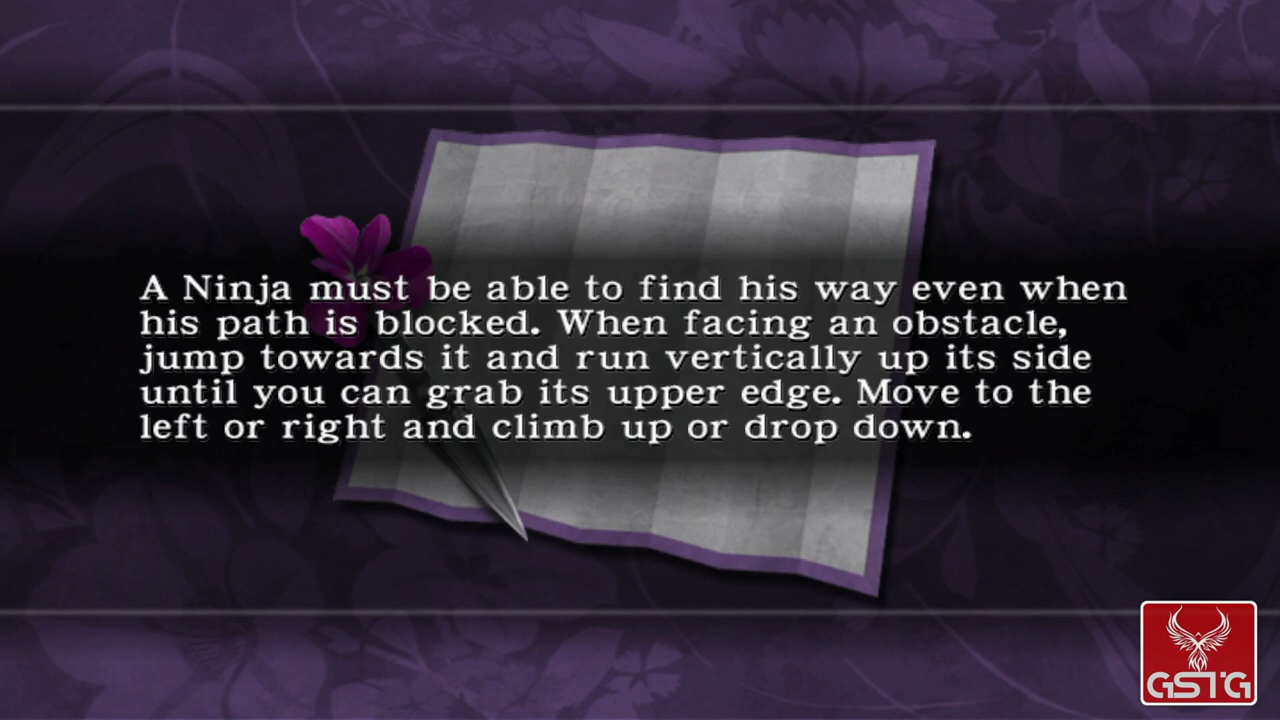 A Ninja must be able to find his way even when
his path is blocked. When facing an obstacle,
jump towards it and run vertically up its side
until you can grab its upper edge. Move to the
left or right and climb up or drop down.
GSTG